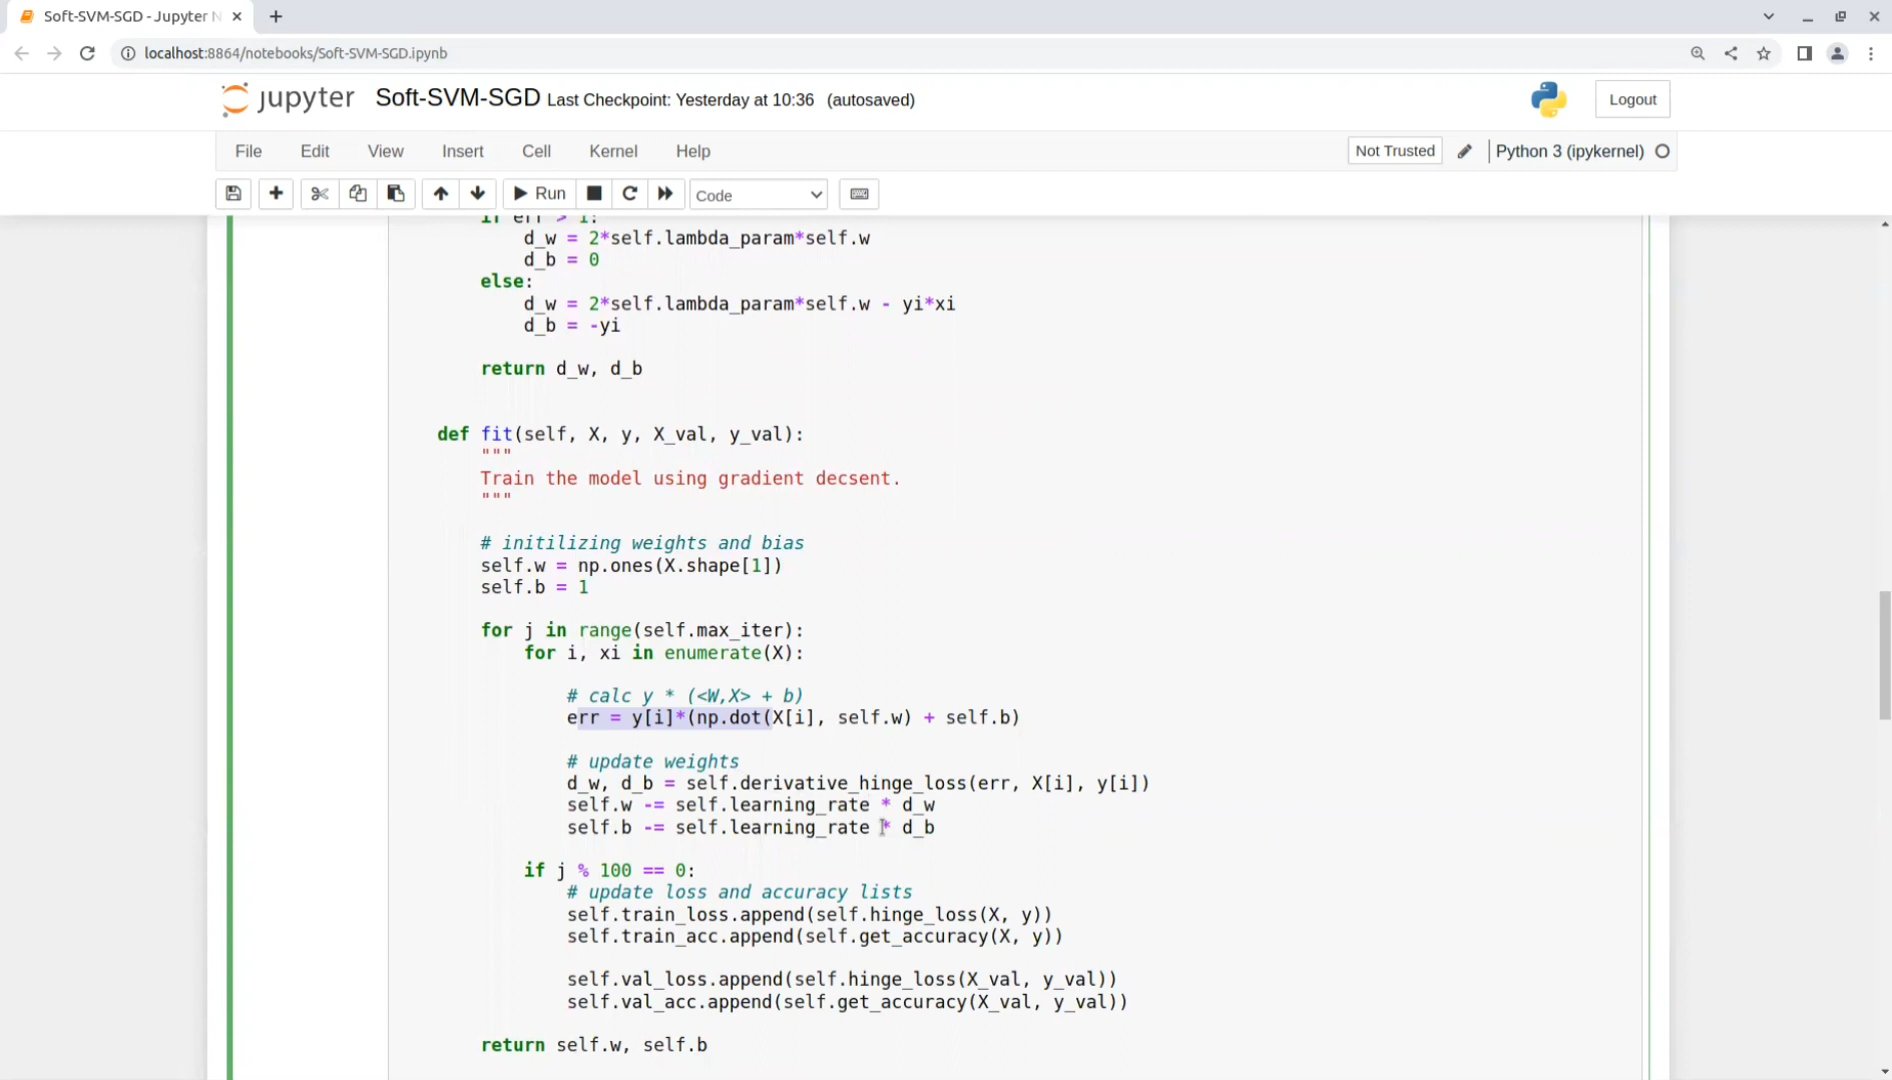 Soft-SVM-SGD - Jupyter N
localhost:8864/notebooks/Soft-SVM-SGD.ipynb
jupyter Soft-SVM-SGD Last Checkpoint: Yesterday at 10:36 (autosaved)
Logout
File Edit View Insert Cell Kernel Help Not Trusted Python 3 (ipykernel)
Run Code
if err > 1:
d_w = 2*self.lambda_param*self.w
d_b = 0
else:
d_w = 2*self.lambda_param*self.w - yi*xi
d_b = -yi
return d_w, d_b
def fit(self, X, y, X_val, y_val):
"""
Train the model using gradient decsent.
"""
# initilizing weights and bias
self.w = np.ones(X.shape[1])
self.b = 1
for j in range(self.max_iter):
for i, xi in enumerate(X):
# calc y * (<W,X> + b)
err = y[i]*(np.dot(X[i], self.w) + self.b)
# update weights
d_w, d_b = self.derivative_hinge_loss(err, X[i], y[i])
self.w -= self.learning_rate * d_w
self.b -= self.learning_rate * d_b
if j % 100 == 0:
# update loss and accuracy lists
self.train_loss.append(self.hinge_loss(X, y))
self.train_acc.append(self.get_accuracy(X, y))
self.val_loss.append(self.hinge_loss(X_val, y_val))
self.val_acc.append(self.get_accuracy(X_val, y_val))
return self.w, self.b